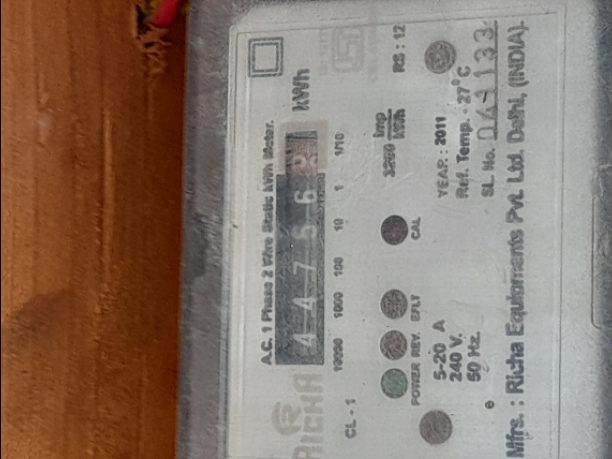 A.C. 1 Phase 2 Wire Static kWh Meter.
4 4 7 5 6
kWh
10000 1000 100 10 1 1/10
RICHA
CL - 1
3200 imp/kWh
RS : 12
POWER REV. EFLT CAL
5-20 A
240 V.
50 Hz.
YEAR : 2011
Ref. Temp. - 27°C
SL. No.
Mfrs. : Richa Equipments Pvt. Ltd. Delhi, (INDIA).